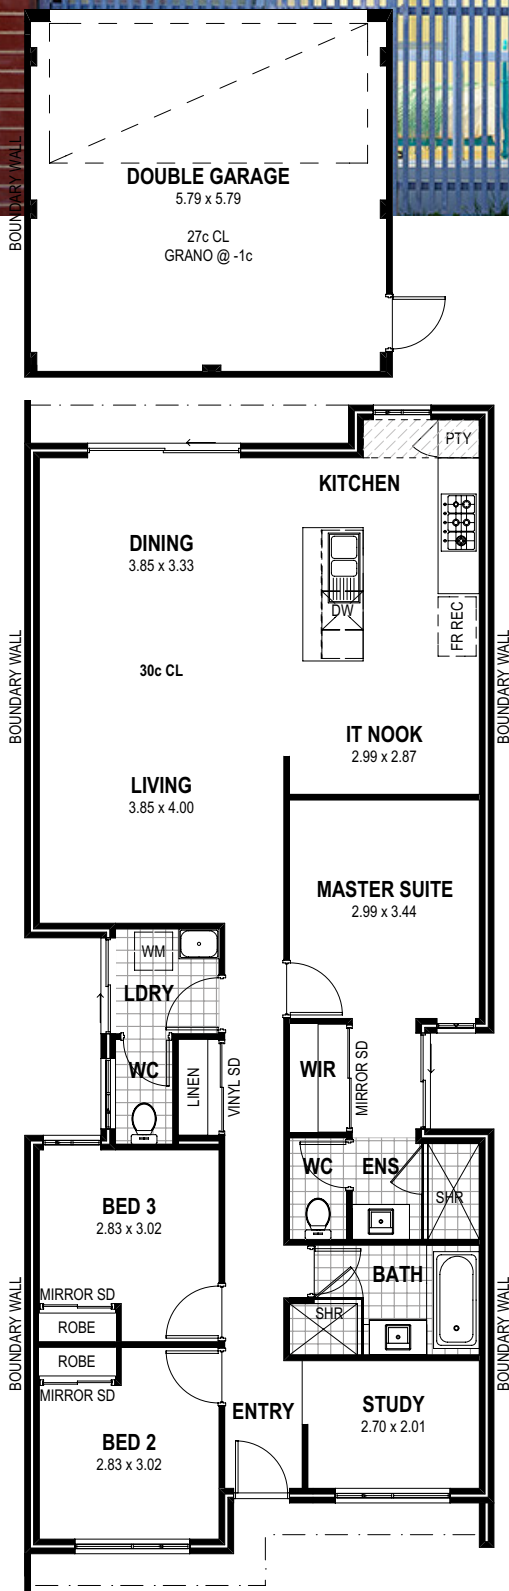 BOUNDARY WALL
DOUBLE GARAGE
5.79 x 5.79
27c CL
GRANO @ -1c
PTY
KITCHEN
DINING
3.85 x 3.33
DW
FR REC
BOUNDARY WALL
BOUNDARY WALL
30c CL
IT NOOK
2.99 x 2.87
LIVING
3.85 x 4.00
MASTER SUITE
2.99 x 3.44
WM
LDRY
WC
LINEN
VINYL SD
WIR
MIRROR SD
WC
ENS
SHR
BED 3
2.83 x 3.02
BATH
SHR
MIRROR SD
ROBE
BOUNDARY WALL
BOUNDARY WALL
ROBE
MIRROR SD
ENTRY
STUDY
2.70 x 2.01
BED 2
2.83 x 3.02